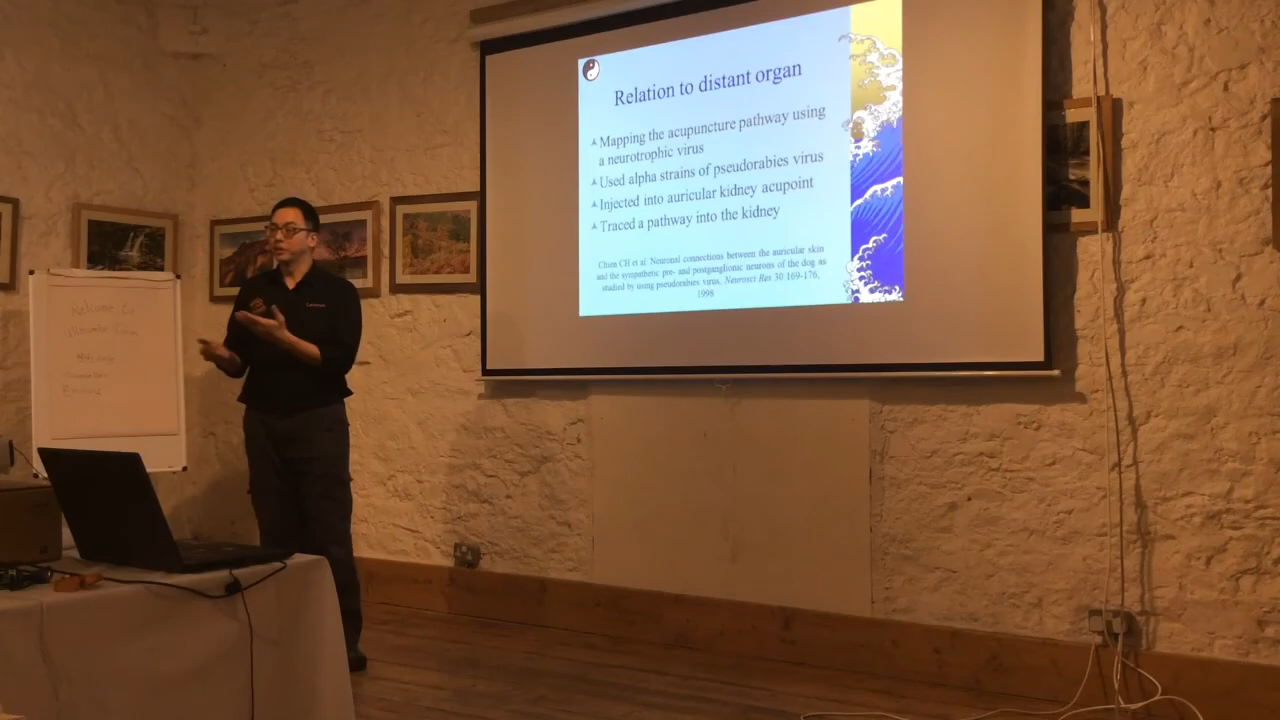 Relation to distant organ
Mapping the acupuncture pathway using
a neurotrophic virus
Used alpha strains of pseudorabies virus
Injected into auricular kidney acupoint
Traced a pathway into the kidney
Chien CH et al: Neuronal connections between the auricular skin
and the sympathetic pre- and postganglionic neurons of the dog as
studied by using pseudorabies virus, Neurosci Res 30:169-176,
1998
Welcome to